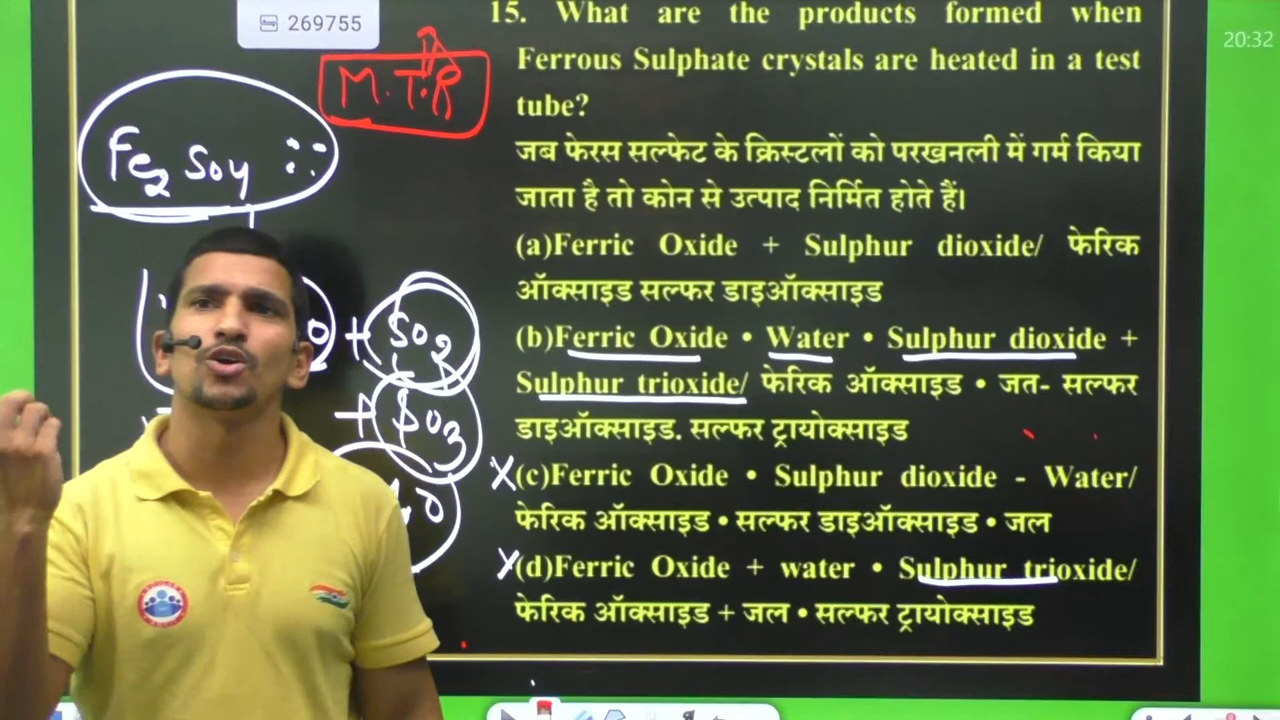 269755
20:32
M.T.R
Fe2 So4
+ So2
+ So3
15. What are the products formed when
Ferrous Sulphate crystals are heated in a test
tube?
जब फेरस सल्फेट के क्रिस्टलों को परखनली में गर्म किया
जाता है तो कोन से उत्पाद निर्मित होते हैं।
(a)Ferric Oxide + Sulphur dioxide/ फेरिक
ऑक्साइड सल्फर डाइऑक्साइड
(b)Ferric Oxide • Water • Sulphur dioxide +
Sulphur trioxide/ फेरिक ऑक्साइड • जत- सल्फर
डाइऑक्साइड. सल्फर ट्रायोक्साइड
(c)Ferric Oxide • Sulphur dioxide - Water/
फेरिक ऑक्साइड • सल्फर डाइऑक्साइड • जल
(d)Ferric Oxide + water • Sulphur trioxide/
फेरिक ऑक्साइड + जल • सल्फर ट्रायोक्साइड